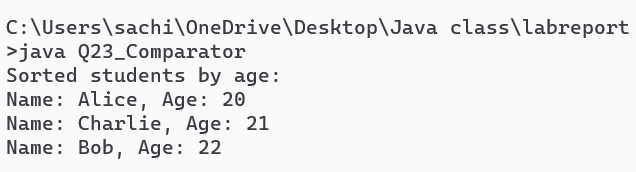 C:\Users\sachi\OneDrive\Desktop\Java class\labreport
>java Q23_Comparator
Sorted students by age:
Name: Alice, Age: 20
Name: Charlie, Age: 21
Name: Bob, Age: 22